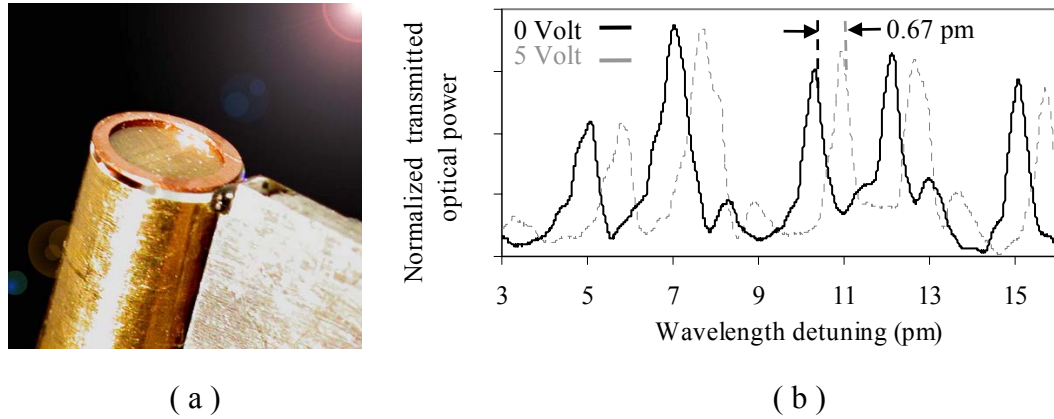 0 Volt
5 Volt
0.67 pm
Normalized transmitted
optical power
3 5 7 9 11 13 15
Wavelength detuning (pm)
( a )
( b )